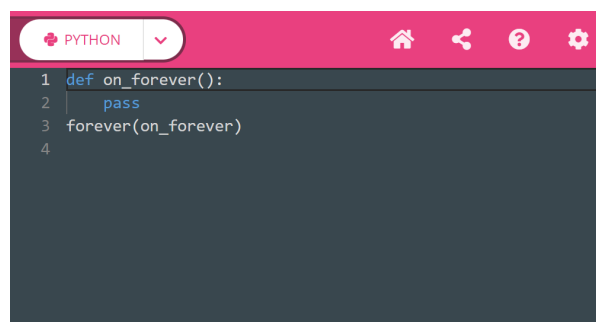 PYTHON
1 def on_forever():
2     pass
3 forever(on_forever)
4